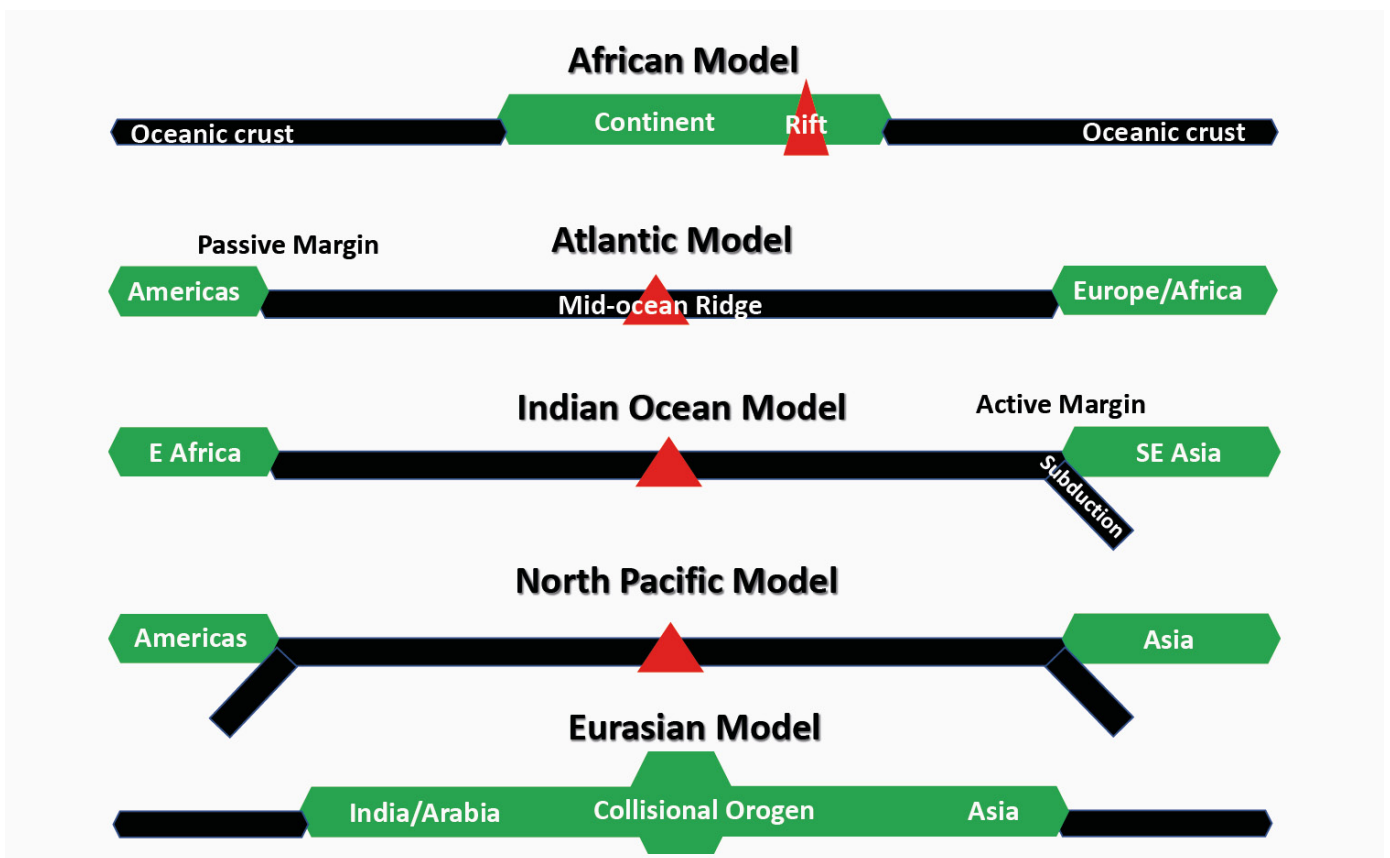 African Model
Oceanic crust
Continent
Rift
Oceanic crust
Passive Margin
Atlantic Model
Americas
Mid-ocean Ridge
Europe/Africa
Indian Ocean Model
Active Margin
E Africa
SE Asia
Subduction
North Pacific Model
Americas
Asia
Eurasian Model
India/Arabia
Collisional Orogen
Asia